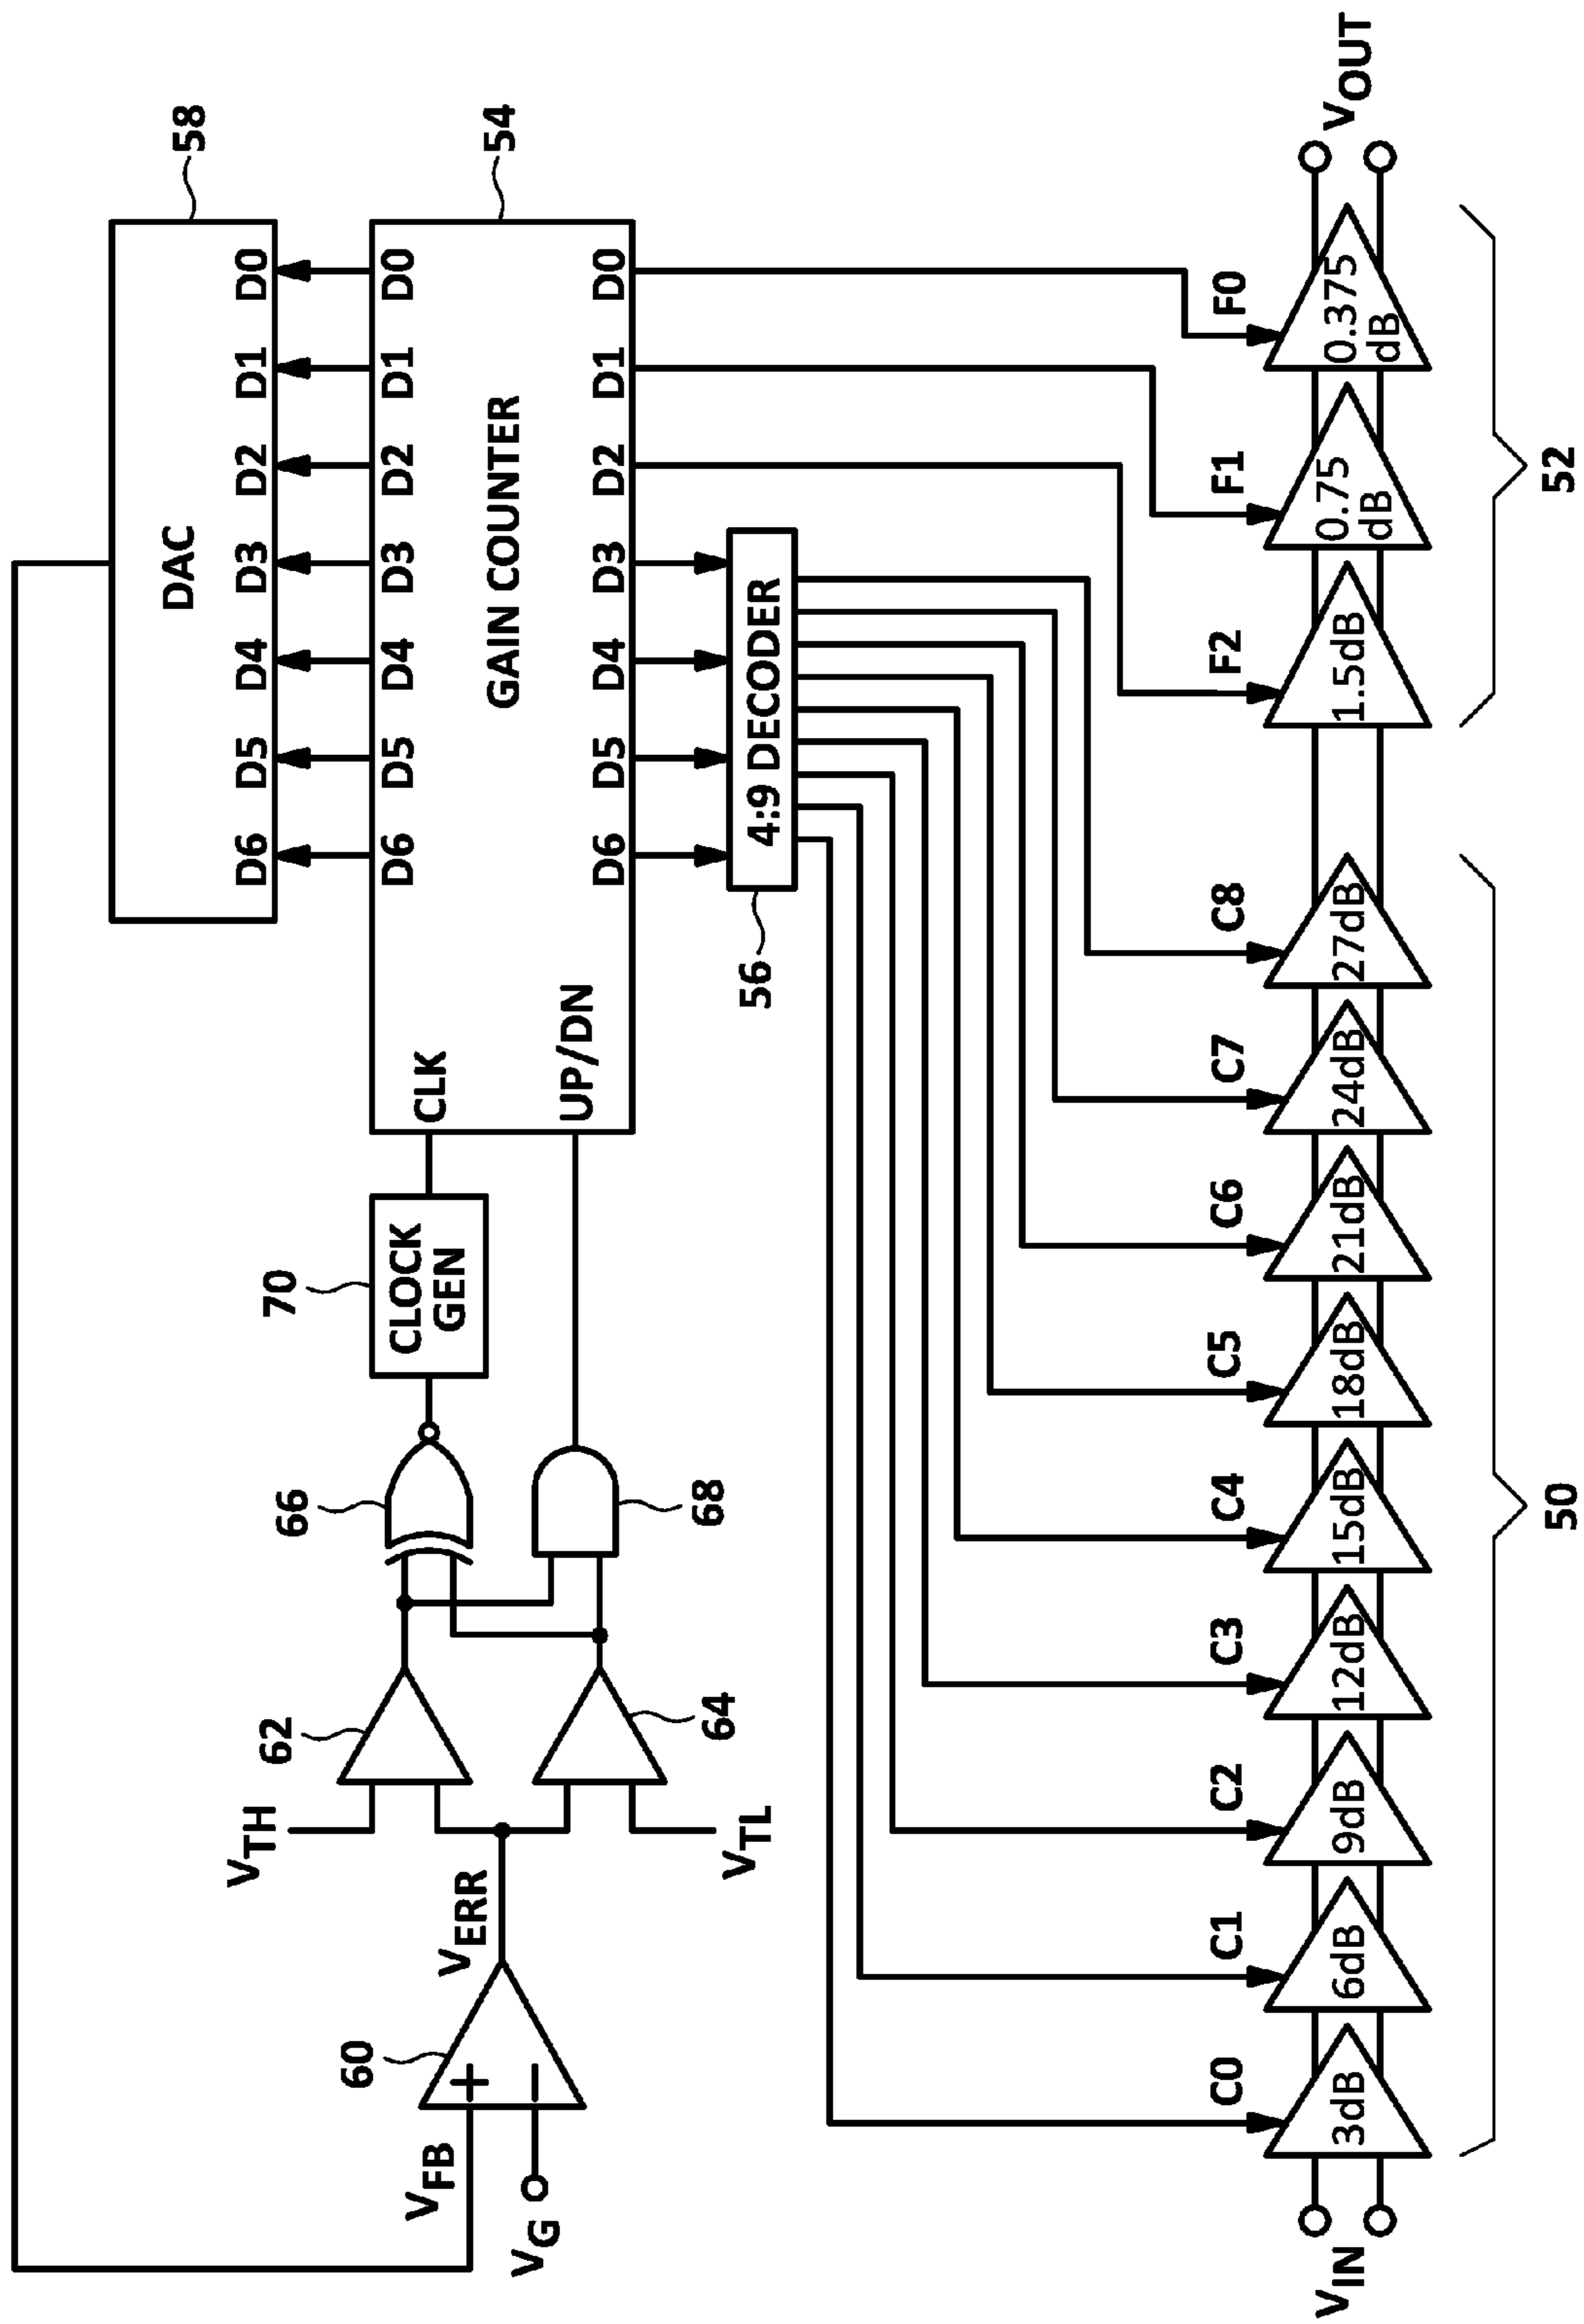 58
DAC
D6 D5 D4 D3 D2 D1 D0
54
D6 D5 D4 D3 D2 D1 D0
GAIN COUNTER
CLK
UP/DN
D6 D5 D4 D3 D2 D1 D0
70
CLOCK
GEN
66
68
62
64
VTH
VTL
VERR
60
+
−
VFB
VG
56
4:9 DECODER
C0 C1 C2 C3 C4 C5 C6 C7 C8 F2 F1 F0
VIN
3dB 6dB 9dB 12dB 15dB 18dB 21dB 24dB 27dB 1.5dB
0.75
dB
0.375
dB
VOUT
50
52